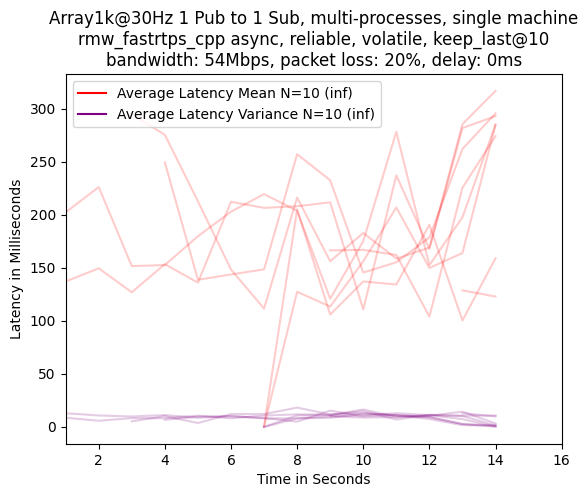 Array1k@30Hz 1 Pub to 1 Sub, multi-processes, single machine
rmw_fastrtps_cpp async, reliable, volatile, keep_last@10
bandwidth: 54Mbps, packet loss: 20%, delay: 0ms
Average Latency Mean N=10 (inf)
Average Latency Variance N=10 (inf)
Latency in Milliseconds
300
250
200
150
100
50
0
2 4 6 8 10 12 14 16
Time in Seconds